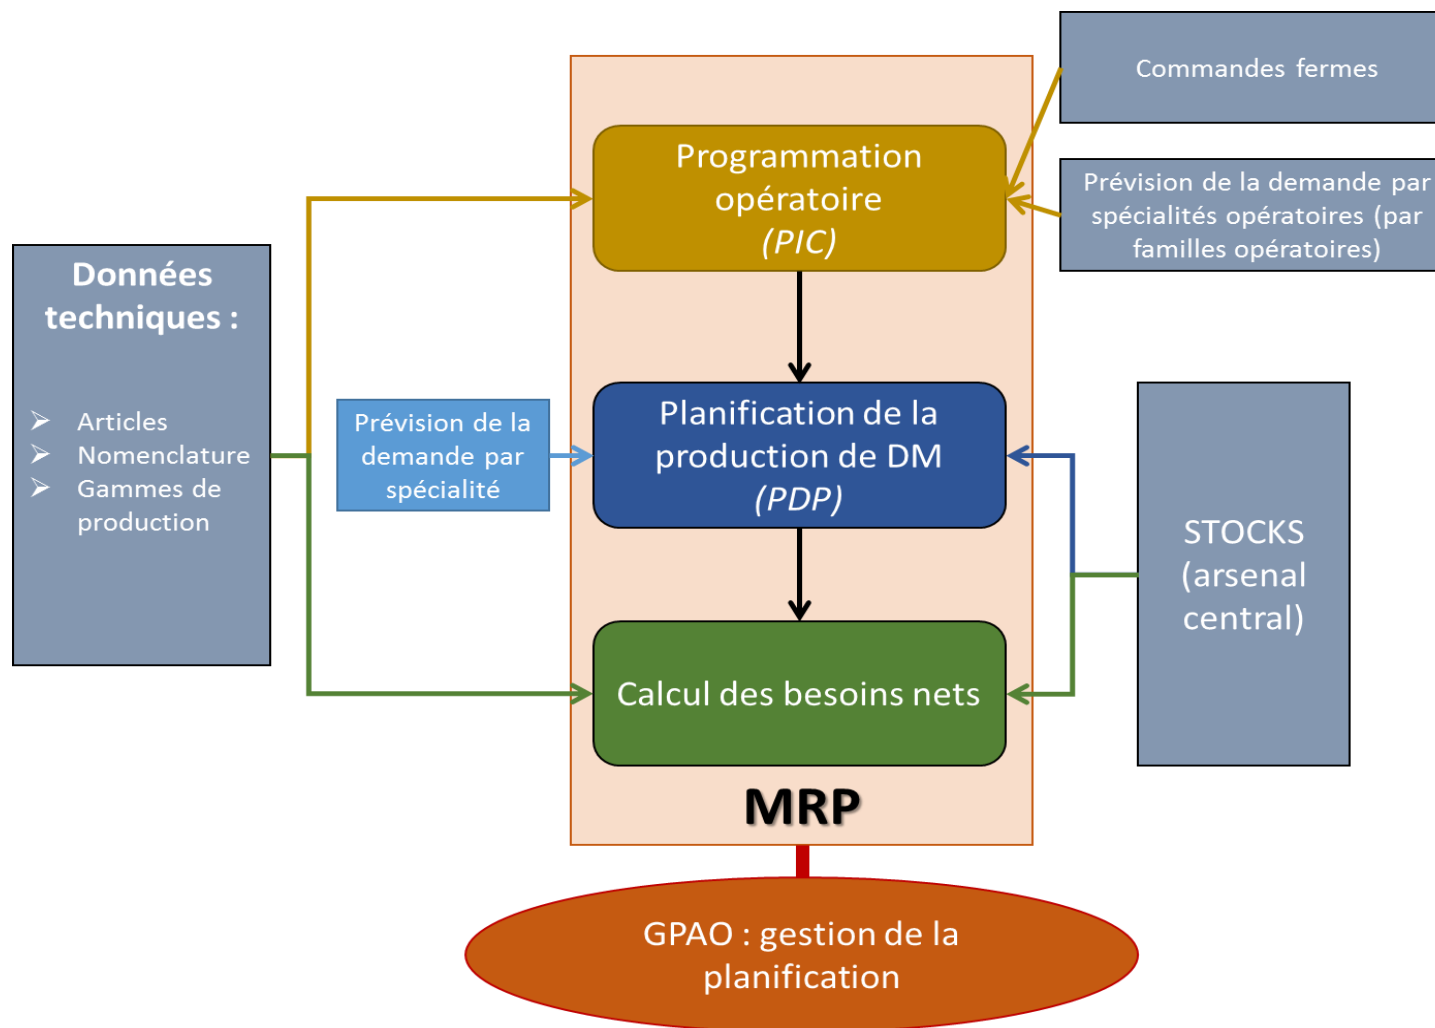 Commandes fermes
Programmation
opératoire
(PIC)
Prévision de la demande par
spécialités opératoires (par
familles opératoires)
Données
techniques :
Articles
Nomenclature
Gammes de
production
Prévision de la
demande par
spécialité
Planification de la
production de DM
(PDP)
STOCKS
(arsenal
central)
Calcul des besoins nets
MRP
GPAO : gestion de la
planification